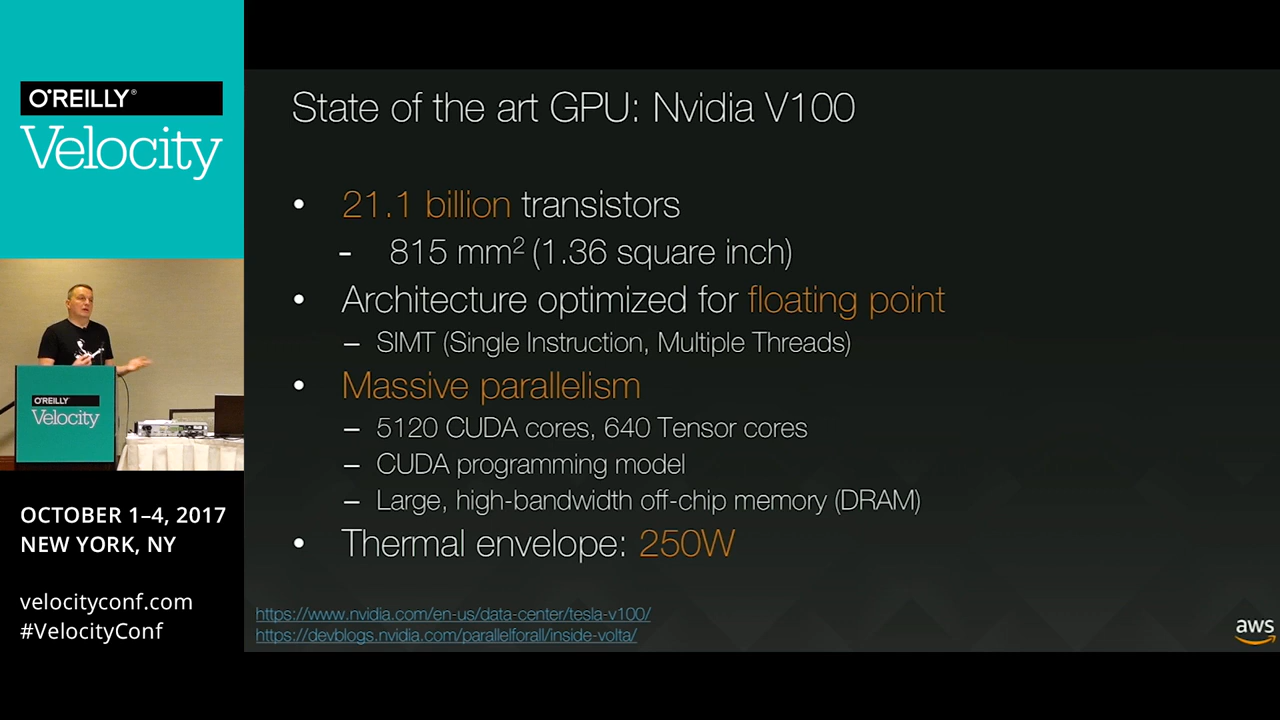 O'REILLY®
Velocity
O'REILLY
Velocity
OCTOBER 1–4, 2017
NEW YORK, NY
velocityconf.com
#VelocityConf
State of the art GPU: Nvidia V100
• 21.1 billion transistors
- 815 mm² (1.36 square inch)
• Architecture optimized for floating point
– SIMT (Single Instruction, Multiple Threads)
• Massive parallelism
– 5120 CUDA cores, 640 Tensor cores
– CUDA programming model
– Large, high-bandwidth off-chip memory (DRAM)
• Thermal envelope: 250W
https://www.nvidia.com/en-us/data-center/tesla-v100/
https://devblogs.nvidia.com/parallelforall/inside-volta/
aws